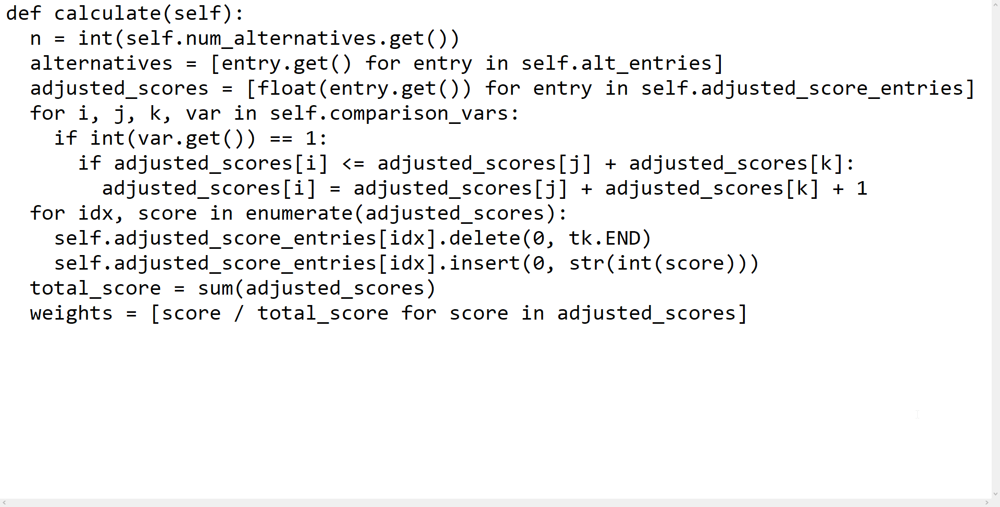 def calculate(self):
  n = int(self.num_alternatives.get())
  alternatives = [entry.get() for entry in self.alt_entries]
  adjusted_scores = [float(entry.get()) for entry in self.adjusted_score_entries]
  for i, j, k, var in self.comparison_vars:
    if int(var.get()) == 1:
      if adjusted_scores[i] <= adjusted_scores[j] + adjusted_scores[k]:
        adjusted_scores[i] = adjusted_scores[j] + adjusted_scores[k] + 1
  for idx, score in enumerate(adjusted_scores):
    self.adjusted_score_entries[idx].delete(0, tk.END)
    self.adjusted_score_entries[idx].insert(0, str(int(score)))
  total_score = sum(adjusted_scores)
  weights = [score / total_score for score in adjusted_scores]